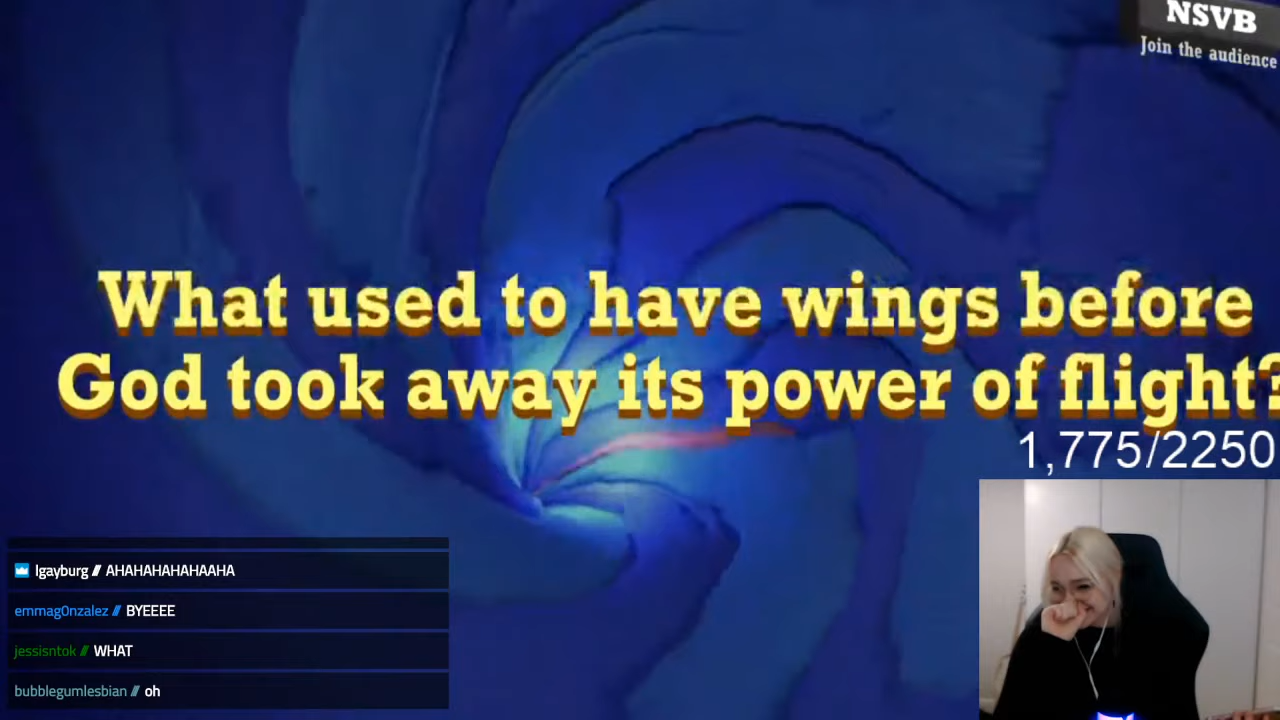 NSVB
Join the audience
What used to have wings before
God took away its power of flight?
1,775/2250
lgayburg // AHAHAHAHAHAAHA
emmag0nzalez // BYEEEE
jessisntok // WHAT
bubblegumlesbian // oh